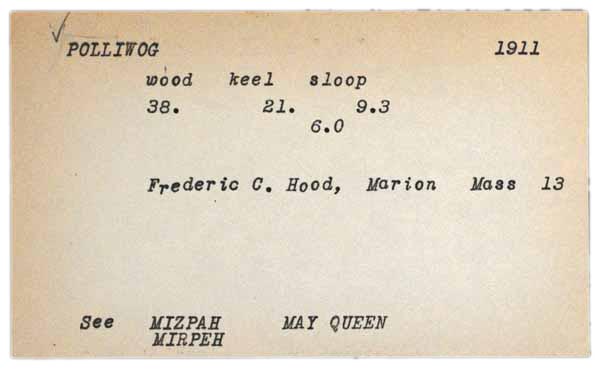 POLLIWOG 1911
wood keel sloop
38. 21. 9.3
6.0
Frederic C. Hood, Marion Mass 13
See MIZPAH MAY QUEEN
MIRPEH